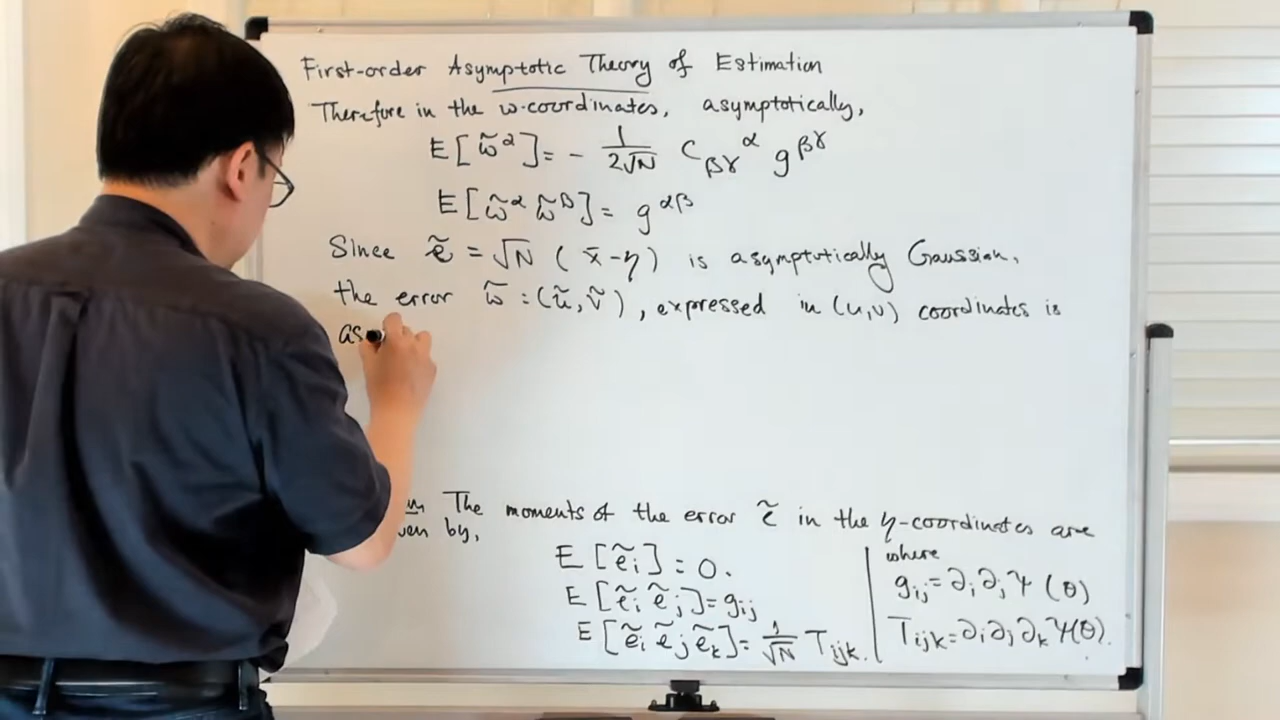 First-order Asymptotic Theory of Estimation
Therefore in the w-coordinates, asymptotically,
E[w̃^α] = - 1/(2√N) C_βγ^α g^βγ
E[w̃^α w̃^β] = g^αβ
Since ẽ = √N (x̄-η) is asymptotically Gaussian,
the error w̃ = (ũ,ṽ), expressed in (u,v) coordinates is
as
The moments of the error ẽ in the η-coordinates are
by,
E[ẽ_i] = 0.
E[ẽ_i ẽ_j] = g_ij
E[ẽ_i ẽ_j ẽ_k] = 1/√N T_ijk.
where
g_ij = ∂_i ∂_j ψ(θ)
T_ijk = ∂_i ∂_j ∂_k ψ(θ).